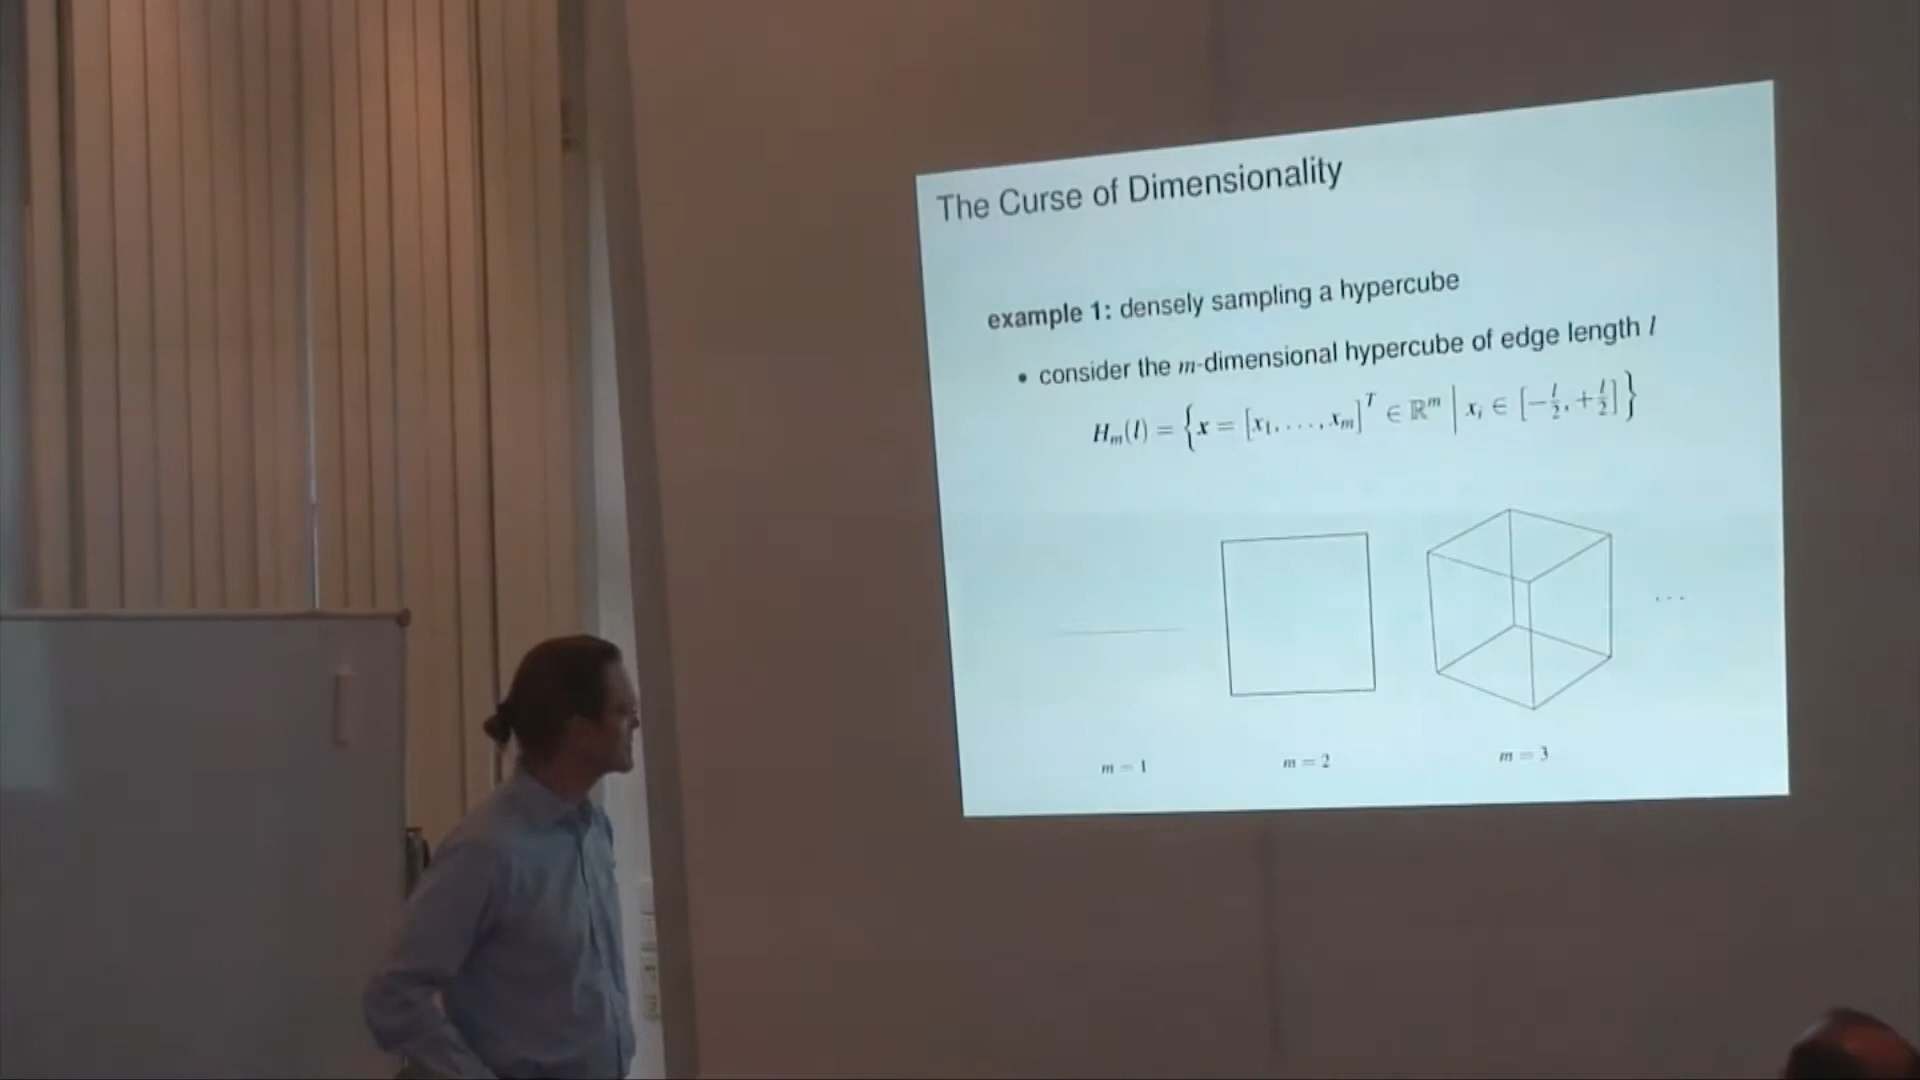 The Curse of Dimensionality
example 1: densely sampling a hypercube
• consider the m-dimensional hypercube of edge length l
H_m(l) = { x = [x_1, . . . , x_m]^T ∈ ℝ^m | x_i ∈ [−l/2, +l/2] }
. . .
m = 1 m = 2 m = 3